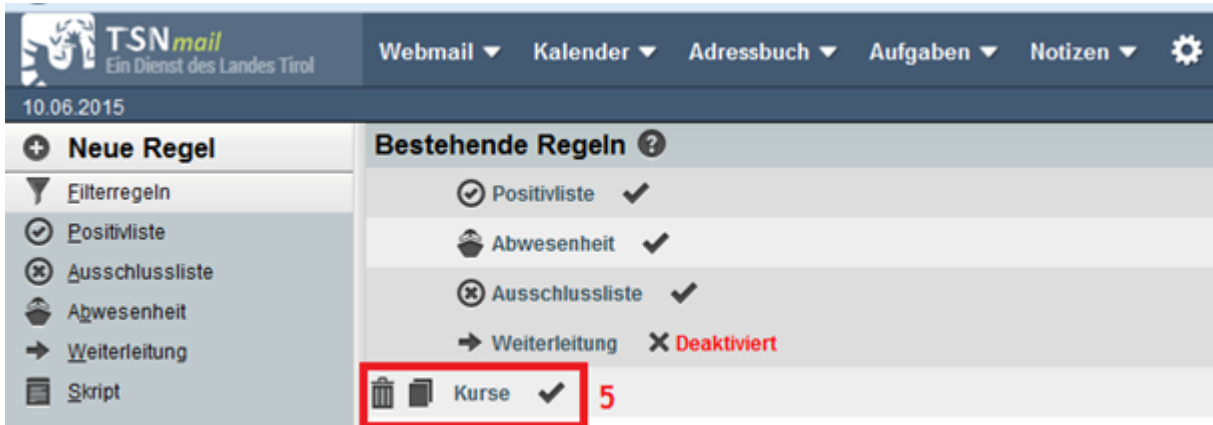 TSNmail
Ein Dienst des Landes Tirol
Webmail Kalender Adressbuch Aufgaben Notizen
10.06.2015
Neue Regel
Filterregeln
Positivliste
Ausschlussliste
Abwesenheit
Weiterleitung
Skript
Bestehende Regeln ?
Positivliste
Abwesenheit
Ausschlussliste
Weiterleitung Deaktiviert
Kurse 5